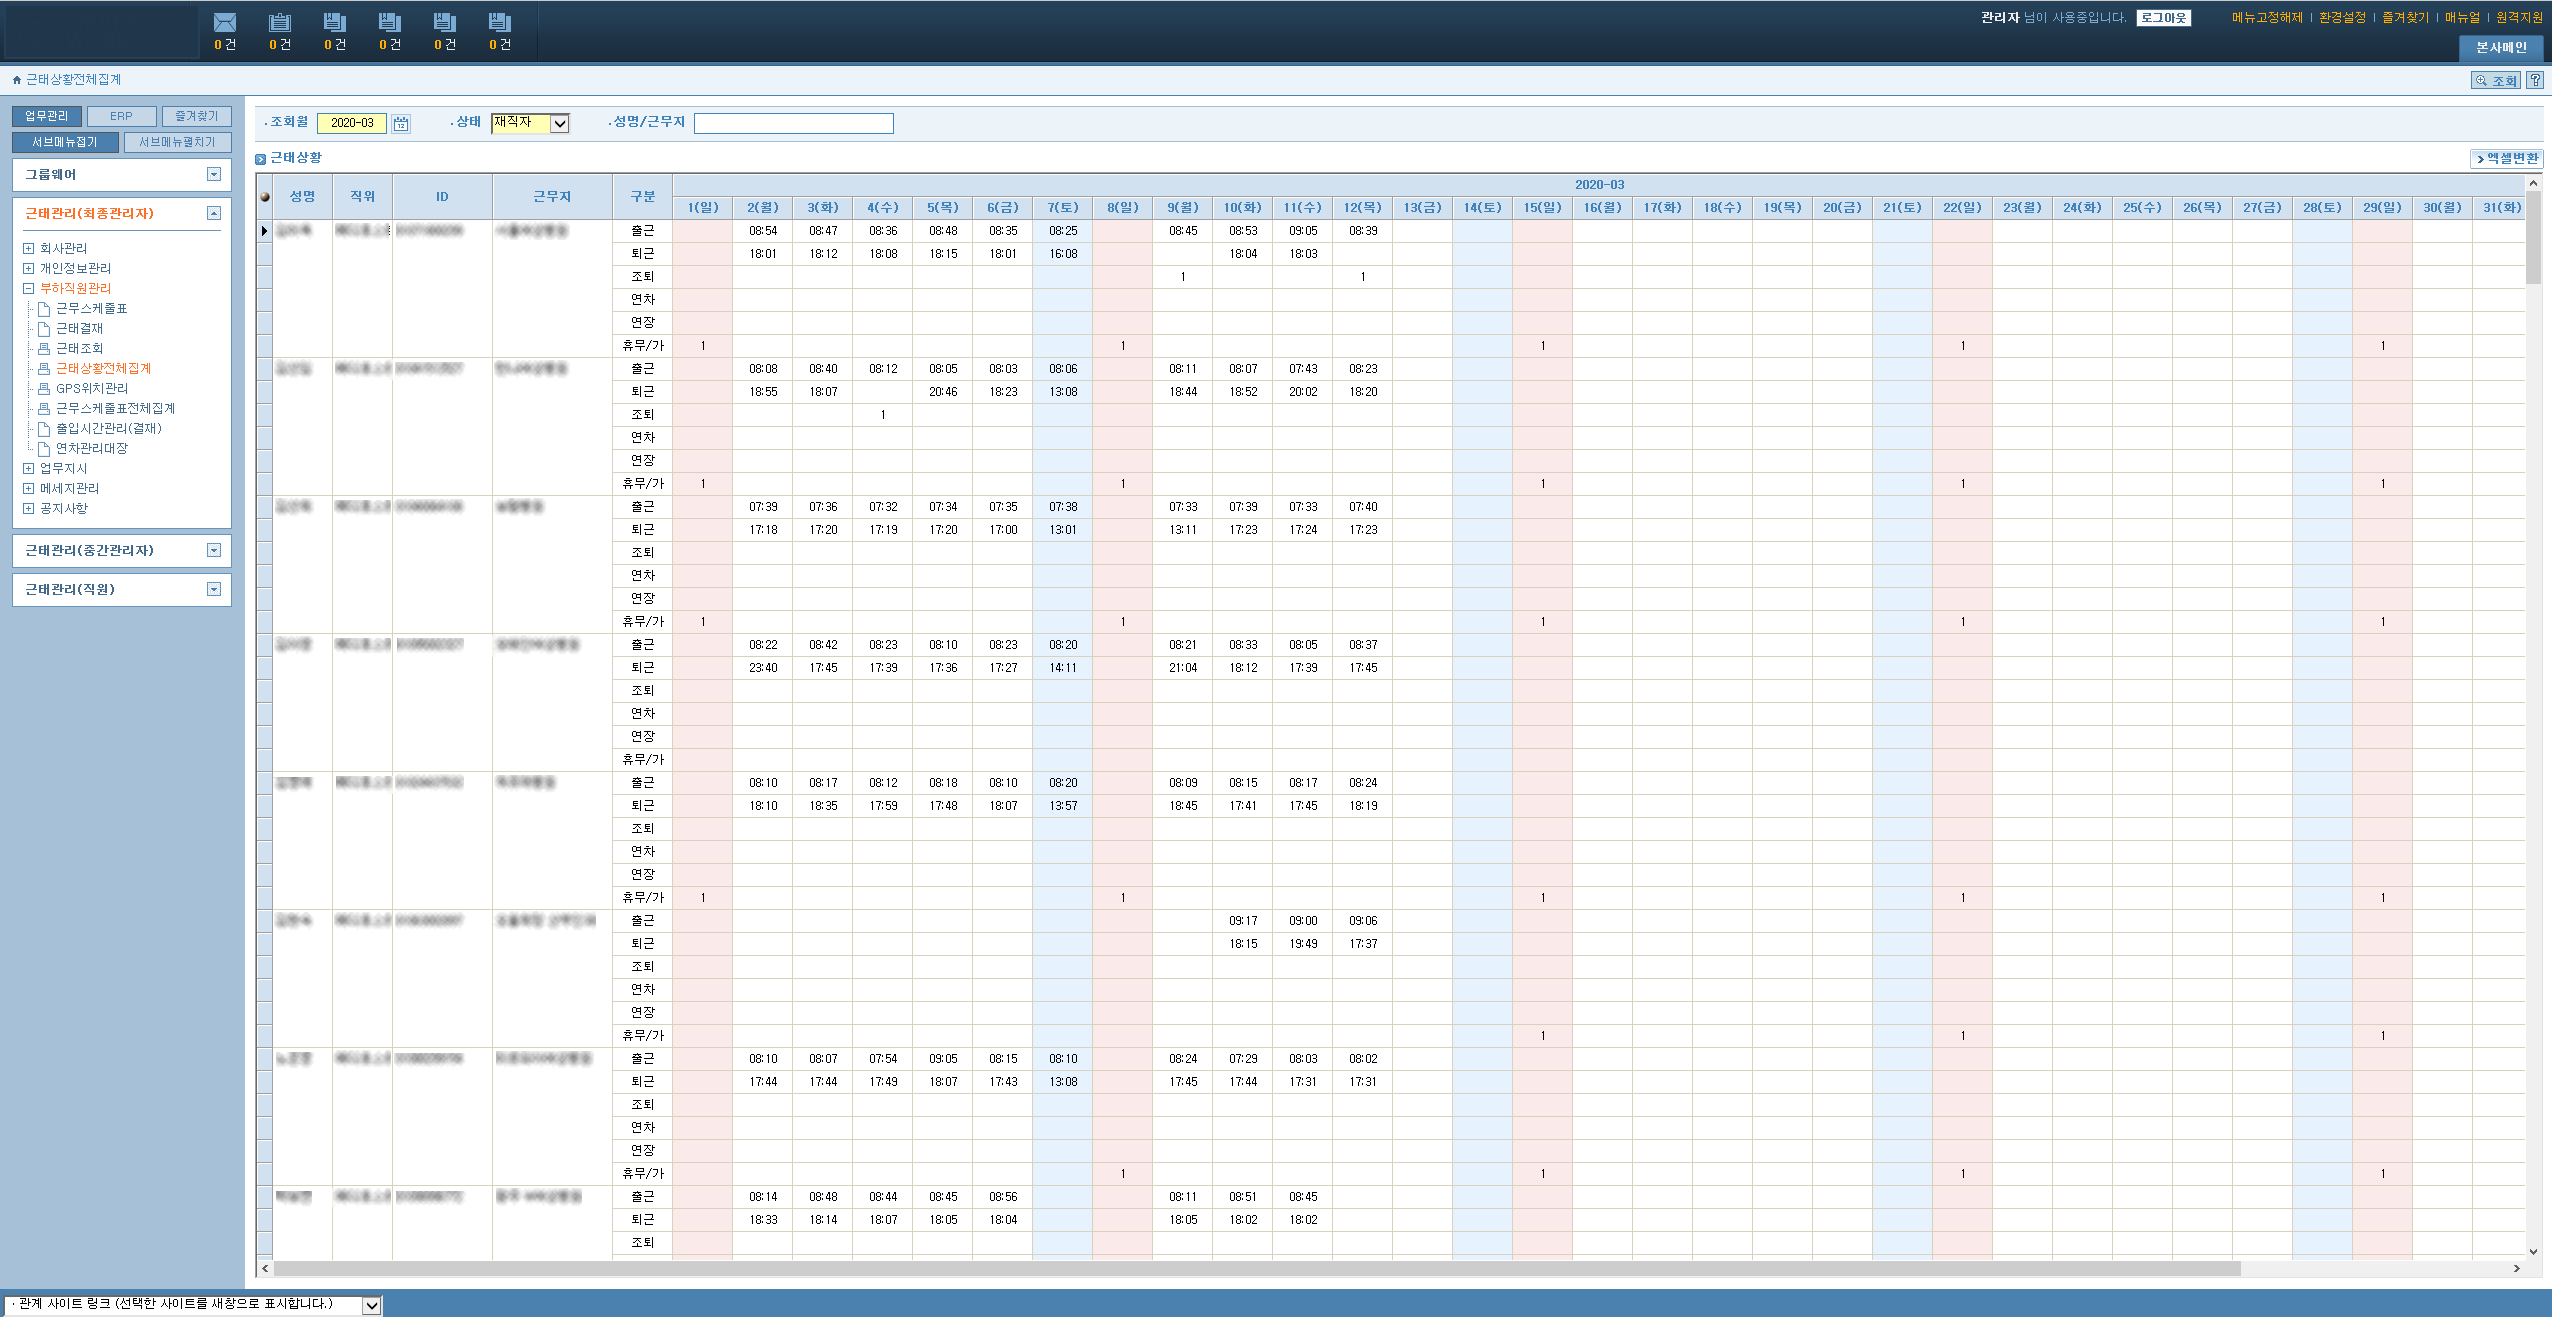 0 건 0 건 0 건 0 건 0 건 0 건
관리자 님이 사용중입니다. 로그아웃 메뉴고정해제 | 환경설정 | 즐겨찾기 | 매뉴얼 | 원격지원
본사메인
근태상황전체집계
조회 ?
업무관리 ERP 즐겨찾기
서브메뉴접기 서브메뉴펼치기
그룹웨어
근태관리(최종관리자)
회사관리
개인정보관리
부하직원관리
근무스케줄표
근태결재
근태조회
근태상황전체집계
GPS위치관리
근무스케줄표전체집계
출입시간관리(결재)
연차관리대장
업무지시
메세지관리
공지사항
근태관리(중간관리자)
근태관리(직원)
· 조회월 2020-03 12 · 상태 재직자 · 성명/근무지
근태상황
엑셀변환
성명 직위 ID 근무지 구분 2020-03
1(일) 2(월) 3(화) 4(수) 5(목) 6(금) 7(토) 8(일) 9(월) 10(화) 11(수) 12(목) 13(금) 14(토) 15(일) 16(월) 17(화) 18(수) 19(목) 20(금) 21(토) 22(일) 23(월) 24(화) 25(수) 26(목) 27(금) 28(토) 29(일) 30(월) 31(화)
출근 08:54 08:47 08:36 08:48 08:35 08:25 08:45 08:53 09:05 08:39
퇴근 18:01 18:12 18:08 18:15 18:01 16:08 18:04 18:03
조퇴 1 1
연차
연장
휴무/가 1 1 1 1 1
출근 08:08 08:40 08:12 08:05 08:03 08:06 08:11 08:07 07:43 08:23
퇴근 18:55 18:07 20:46 18:23 13:08 18:44 18:52 20:02 18:20
조퇴 1
연차
연장
휴무/가 1 1 1 1 1
출근 07:39 07:36 07:32 07:34 07:35 07:38 07:33 07:39 07:33 07:40
퇴근 17:18 17:20 17:19 17:20 17:00 13:01 13:11 17:23 17:24 17:23
조퇴
연차
연장
휴무/가 1 1 1 1 1
출근 08:22 08:42 08:23 08:10 08:23 08:20 08:21 08:33 08:05 08:37
퇴근 23:40 17:45 17:39 17:36 17:27 14:11 21:04 18:12 17:39 17:45
조퇴
연차
연장
휴무/가
출근 08:10 08:17 08:12 08:18 08:10 08:20 08:09 08:15 08:17 08:24
퇴근 18:10 18:35 17:59 17:48 18:07 13:57 18:45 17:41 17:45 18:19
조퇴
연차
연장
휴무/가 1 1 1 1 1
출근 09:17 09:00 09:06
퇴근 18:15 19:49 17:37
조퇴
연차
연장
휴무/가 1 1 1
출근 08:10 08:07 07:54 09:05 08:15 08:10 08:24 07:29 08:03 08:02
퇴근 17:44 17:44 17:49 18:07 17:43 13:08 17:45 17:44 17:31 17:31
조퇴
연차
연장
휴무/가 1 1 1 1
출근 08:14 08:48 08:44 08:45 08:56 08:11 08:51 08:45
퇴근 18:33 18:14 18:07 18:05 18:04 18:05 18:02 18:02
조퇴
· 관계 사이트 링크 (선택한 사이트를 새창으로 표시합니다.)